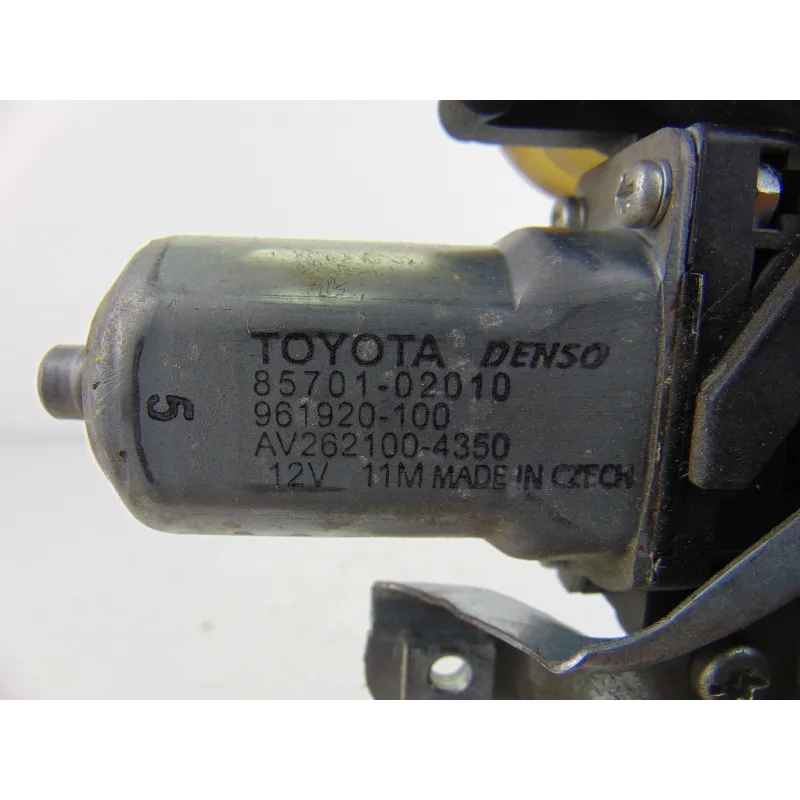 TOYOTA DENSO
85701-02010
961920-100
AV262100-4350
12V 11M MADE IN CZECH
5